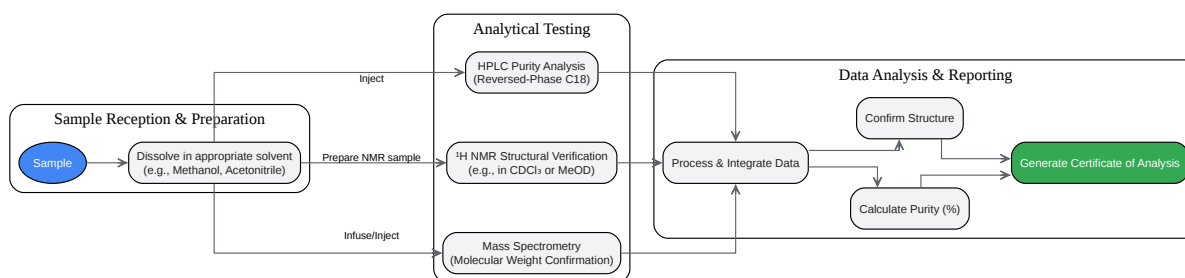 Analytical Testing
HPLC Purity Analysis
(Reversed-Phase C18)
Inject
Data Analysis & Reporting
Sample Reception & Preparation
Confirm Structure
Sample
Dissolve in appropriate solvent
(e.g., Methanol, Acetonitrile)
Prepare NMR sample
¹H NMR Structural Verification
(e.g., in CDCl₃ or MeOD)
Process & Integrate Data
Generate Certificate of Analysis
Calculate Purity (%)
Infuse/Inject
Mass Spectrometry
(Molecular Weight Confirmation)